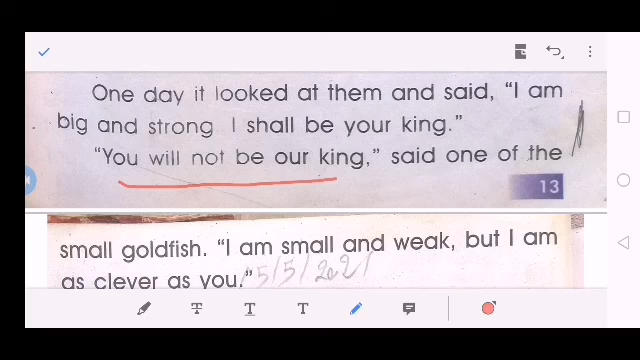 One day it looked at them and said, “I am
big and strong I shall be your king.”
“You will not be our king,” said one of the
13
small goldfish. “I am small and weak, but I am
as clever as you.” 5/5/2021
T T T